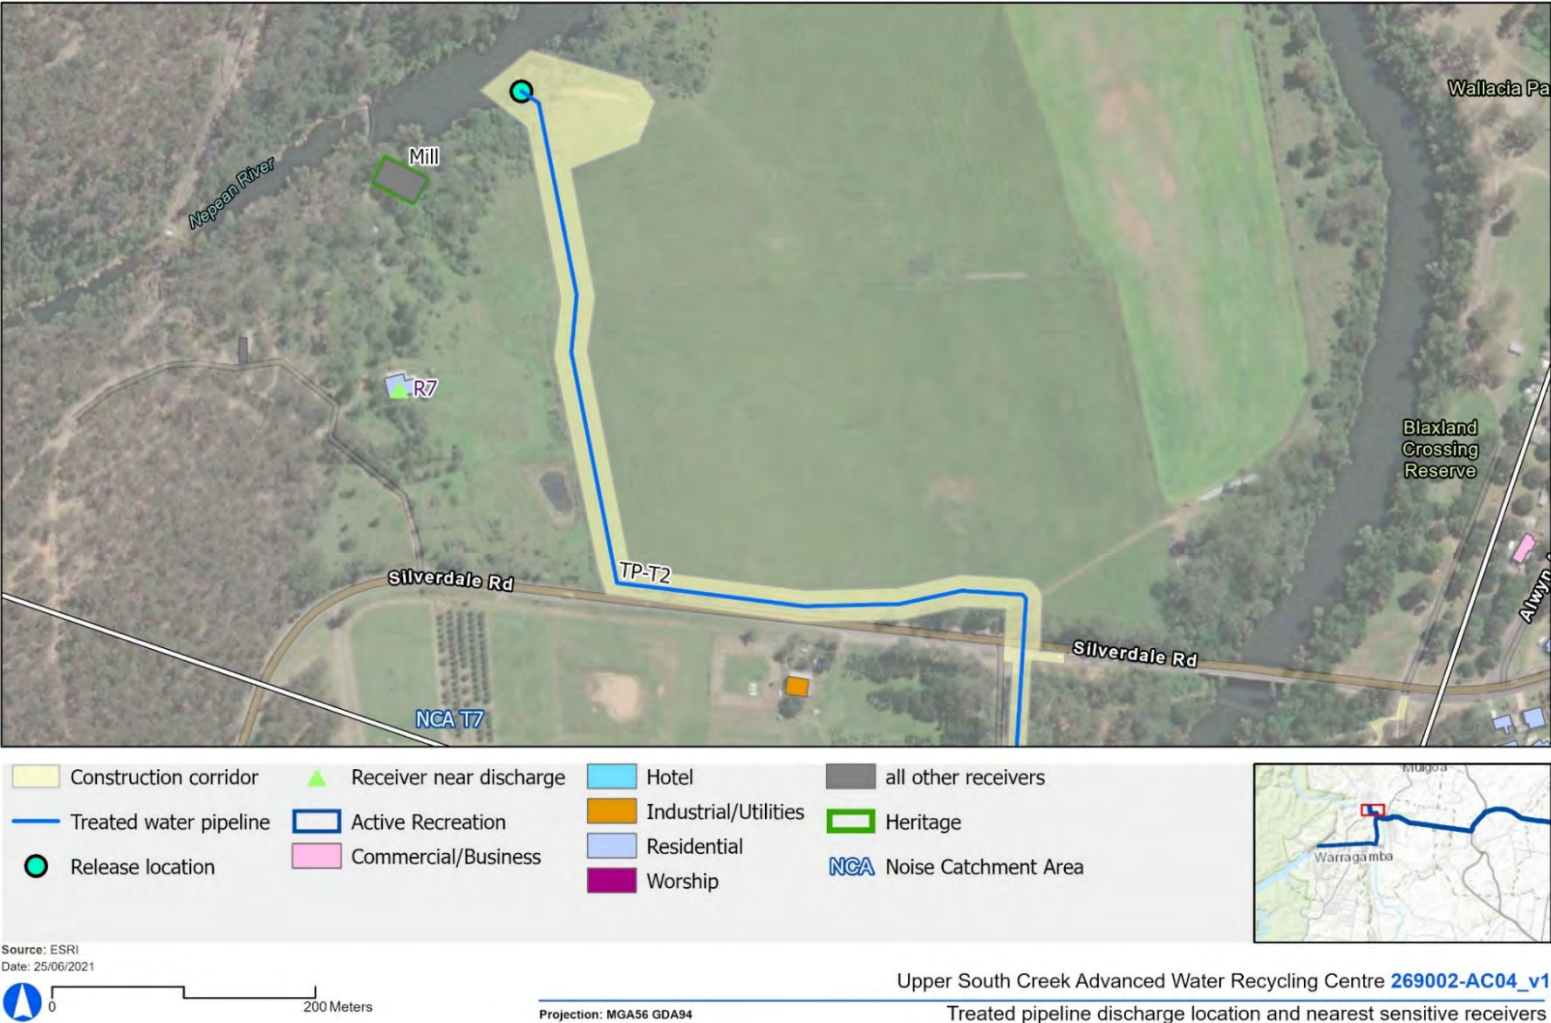 Wallacia Pa
Mill
Nepean River
R7
Blaxland
Crossing
Reserve
TP-T2
Silverdale Rd
Silverdale Rd
Alwyn
NCA T7
Construction corridor
Treated water pipeline
Release location
Receiver near discharge
Active Recreation
Commercial/Business
Hotel
Industrial/Utilities
Residential
Worship
all other receivers
Heritage
NCA Noise Catchment Area
Mulgoa
Warragamba
Source: ESRI
Date: 25/06/2021
0 200 Meters
Projection: MGA56 GDA94
Upper South Creek Advanced Water Recycling Centre 269002-AC04_v1
Treated pipeline discharge location and nearest sensitive receivers